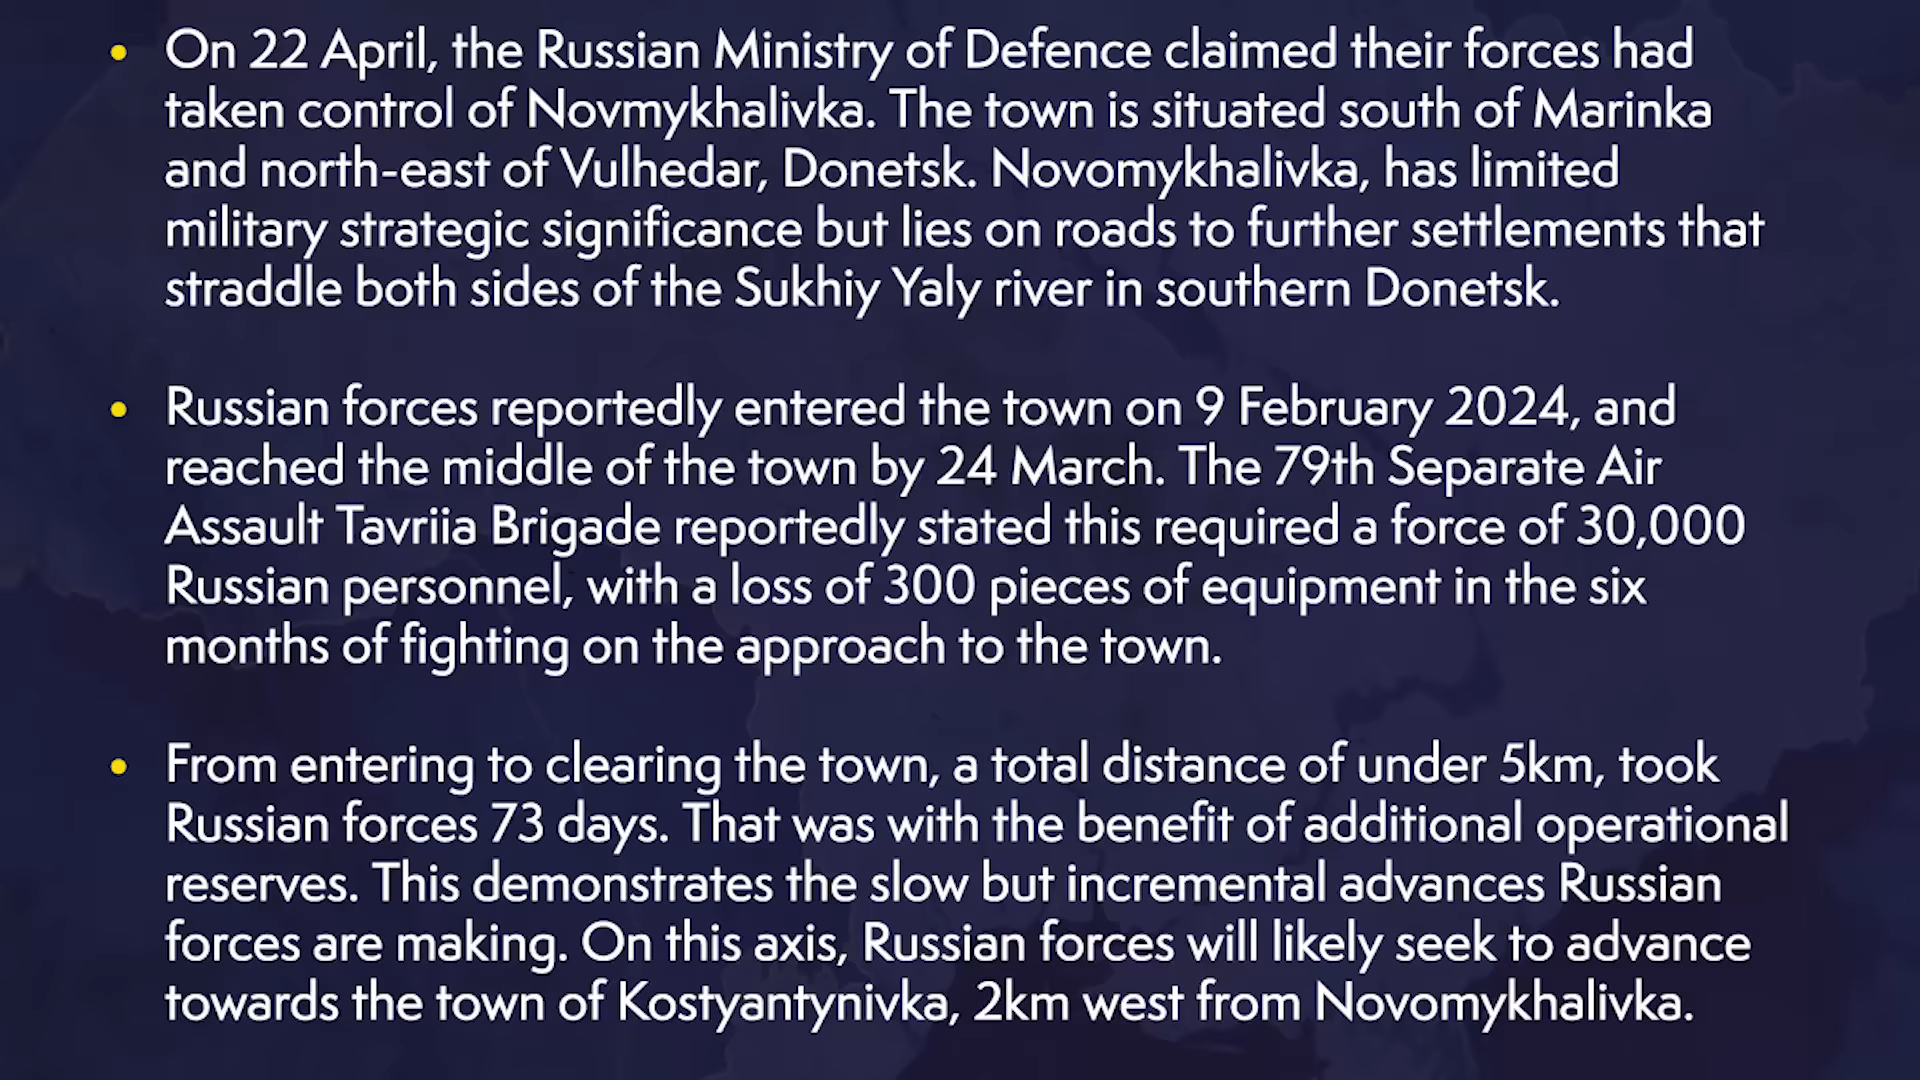 • On 22 April, the Russian Ministry of Defence claimed their forces had
taken control of Novmykhalivka. The town is situated south of Marinka
and north-east of Vulhedar, Donetsk. Novomykhalivka, has limited
military strategic significance but lies on roads to further settlements that
straddle both sides of the Sukhiy Yaly river in southern Donetsk.
• Russian forces reportedly entered the town on 9 February 2024, and
reached the middle of the town by 24 March. The 79th Separate Air
Assault Tavriia Brigade reportedly stated this required a force of 30,000
Russian personnel, with a loss of 300 pieces of equipment in the six
months of fighting on the approach to the town.
• From entering to clearing the town, a total distance of under 5km, took
Russian forces 73 days. That was with the benefit of additional operational
reserves. This demonstrates the slow but incremental advances Russian
forces are making. On this axis, Russian forces will likely seek to advance
towards the town of Kostyantynivka, 2km west from Novomykhalivka.